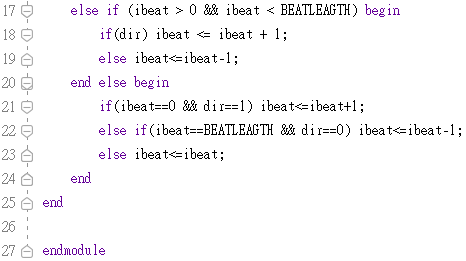 17 else if (ibeat > 0 && ibeat < BEATLEAGTH) begin
18 if(dir) ibeat <= ibeat + 1;
19 else ibeat<=ibeat-1;
20 end else begin
21 if(ibeat==0 && dir==1) ibeat<=ibeat+1;
22 else if(ibeat==BEATLEAGTH && dir==0) ibeat<=ibeat-1;
23 else ibeat<=ibeat;
24 end
25 end
26
27 endmodule